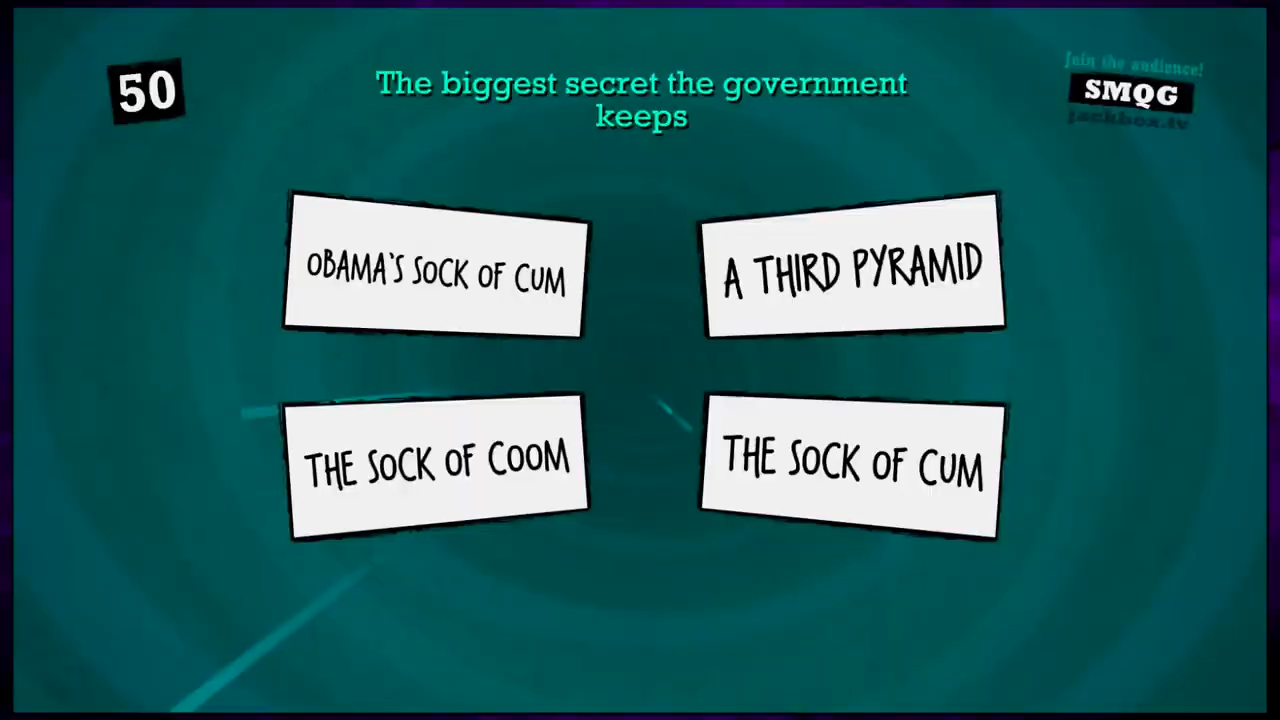 50
The biggest secret the government
keeps
Join the audience!
SMQG
jackbox.tv
OBAMA'S SOCK OF CUM
A THIRD PYRAMID
THE SOCK OF COOM
THE SOCK OF CUM